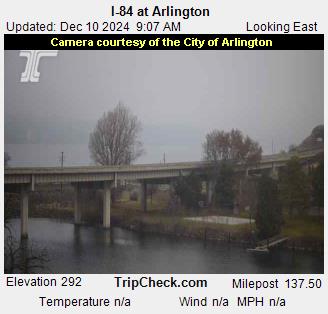 I-84 at Arlington
Updated: Dec 10 2024 9:07 AM Looking East
Camera courtesy of the City of Arlington
Elevation 292 TripCheck.com Milepost 137.50
Temperature n/a Wind n/a MPH n/a